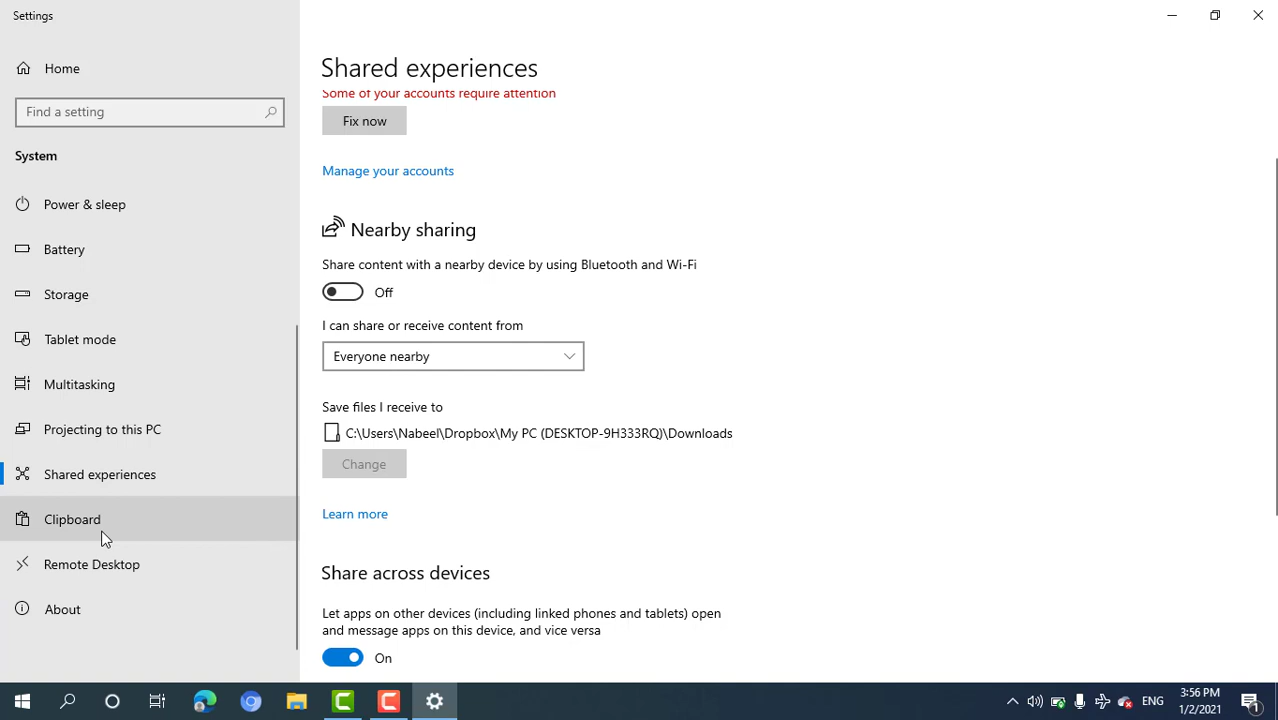 Settings
Home
Find a setting
System
Power & sleep
Battery
Storage
Tablet mode
Multitasking
Projecting to this PC
Shared experiences
Clipboard
Remote Desktop
About
Shared experiences
Some of your accounts require attention
Fix now
Manage your accounts
Nearby sharing
Share content with a nearby device by using Bluetooth and Wi-Fi
Off
I can share or receive content from
Everyone nearby
Save files I receive to
C:\Users\Nabeel\Dropbox\My PC (DESKTOP-9H333RQ)\Downloads
Change
Learn more
Share across devices
Let apps on other devices (including linked phones and tablets) open
and message apps on this device, and vice versa
On
ENG
3:56 PM
1/2/2021
1